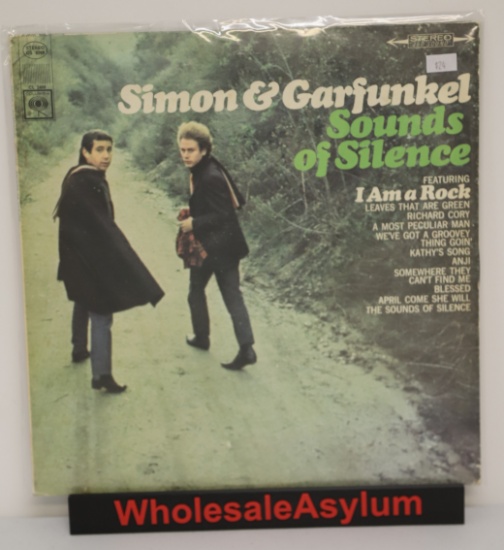 STEREO
$24
Simon & Garfunkel
Sounds
of Silence
FEATURING
I Am a Rock
LEAVES THAT ARE GREEN
RICHARD CORY
A MOST PECULIAR MAN
WE'VE GOT A GROOVEY
THING GOIN'
KATHY'S SONG
ANJI
SOMEWHERE THEY
CAN'T FIND ME
BLESSED
APRIL COME SHE WILL
THE SOUNDS OF SILENCE
WholesaleAsylum